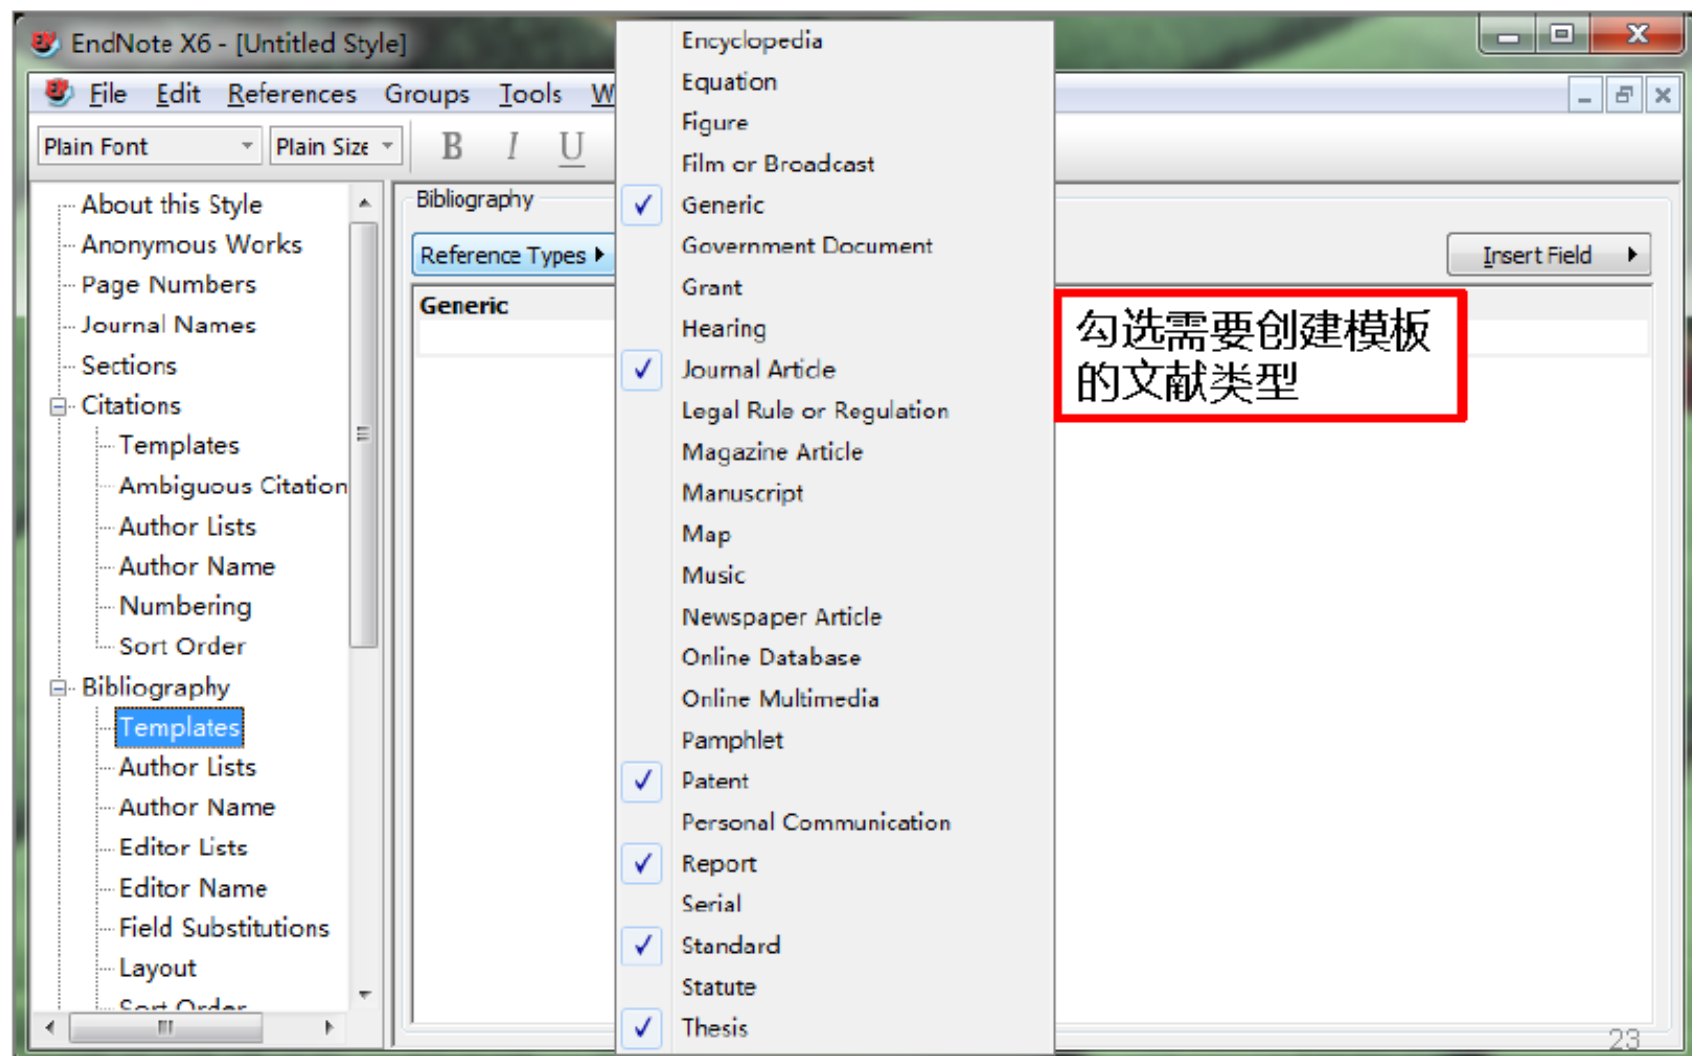 EndNote X6 - [Untitled Style]
File Edit References Groups Tools W
Plain Font Plain Size B I U
About this Style
Anonymous Works
Page Numbers
Journal Names
Sections
Citations
Templates
Ambiguous Citation
Author Lists
Author Name
Numbering
Sort Order
Bibliography
Templates
Author Lists
Author Name
Editor Lists
Editor Name
Field Substitutions
Layout
Sort Order
Bibliography
Reference Types
Generic
Encyclopedia
Equation
Figure
Film or Broadcast
Generic
Government Document
Grant
Hearing
Journal Article
Legal Rule or Regulation
Magazine Article
Manuscript
Map
Music
Newspaper Article
Online Database
Online Multimedia
Pamphlet
Patent
Personal Communication
Report
Serial
Standard
Statute
Thesis
Insert Field
勾选需要创建模板
的文献类型
23